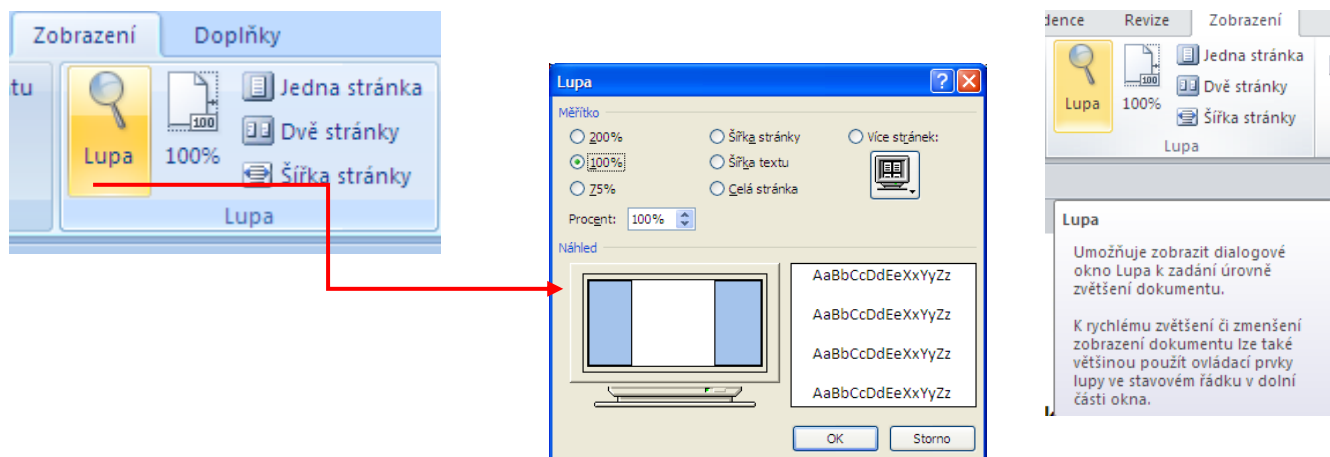 Zobrazení Doplňky
tu
Lupa
100%
Jedna stránka
Dvě stránky
Šířka stránky
100
Lupa
Lupa
Měřítko
200%
Šířka stránky
Více stránek:
100%
Šířka textu
75%
Celá stránka
Procent: 100%
Náhled
AaBbCcDdEeXxYyZz
AaBbCcDdEeXxYyZz
AaBbCcDdEeXxYyZz
AaBbCcDdEeXxYyZz
OK Storno
dence Revize Zobrazení
Lupa
100%
Jedna stránka
Dvě stránky
Šířka stránky
100
Lupa
Lupa
Umožňuje zobrazit dialogové
okno Lupa k zadání úrovně
zvětšení dokumentu.
K rychlému zvětšení či zmenšení
zobrazení dokumentu lze také
většinou použít ovládací prvky
lupy ve stavovém řádku v dolní
části okna.